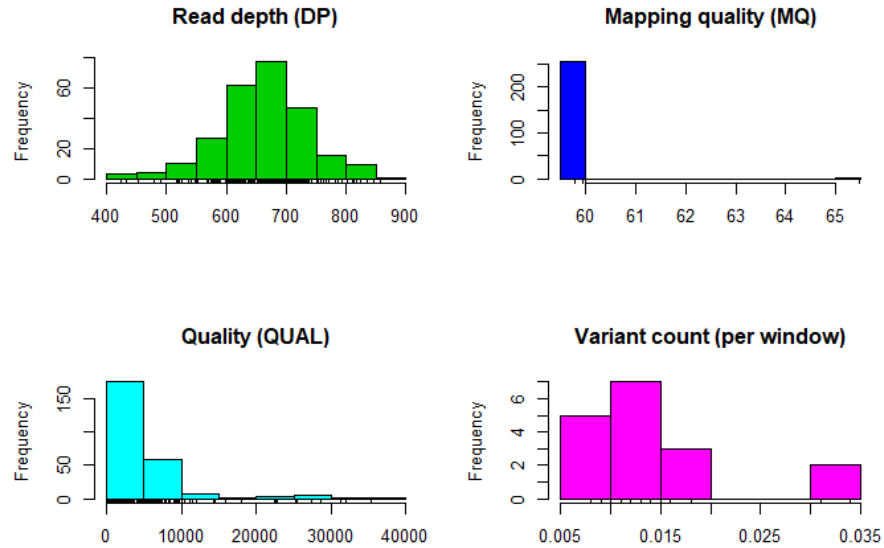 Read depth (DP)
Frequency
0
20
60
400 500 600 700 800 900
Mapping quality (MQ)
Frequency
0
100
200
60 61 62 63 64 65
Quality (QUAL)
Frequency
0
50
150
0 10000 20000 30000 40000
Variant count (per window)
Frequency
0
2
4
6
0.005 0.015 0.025 0.035